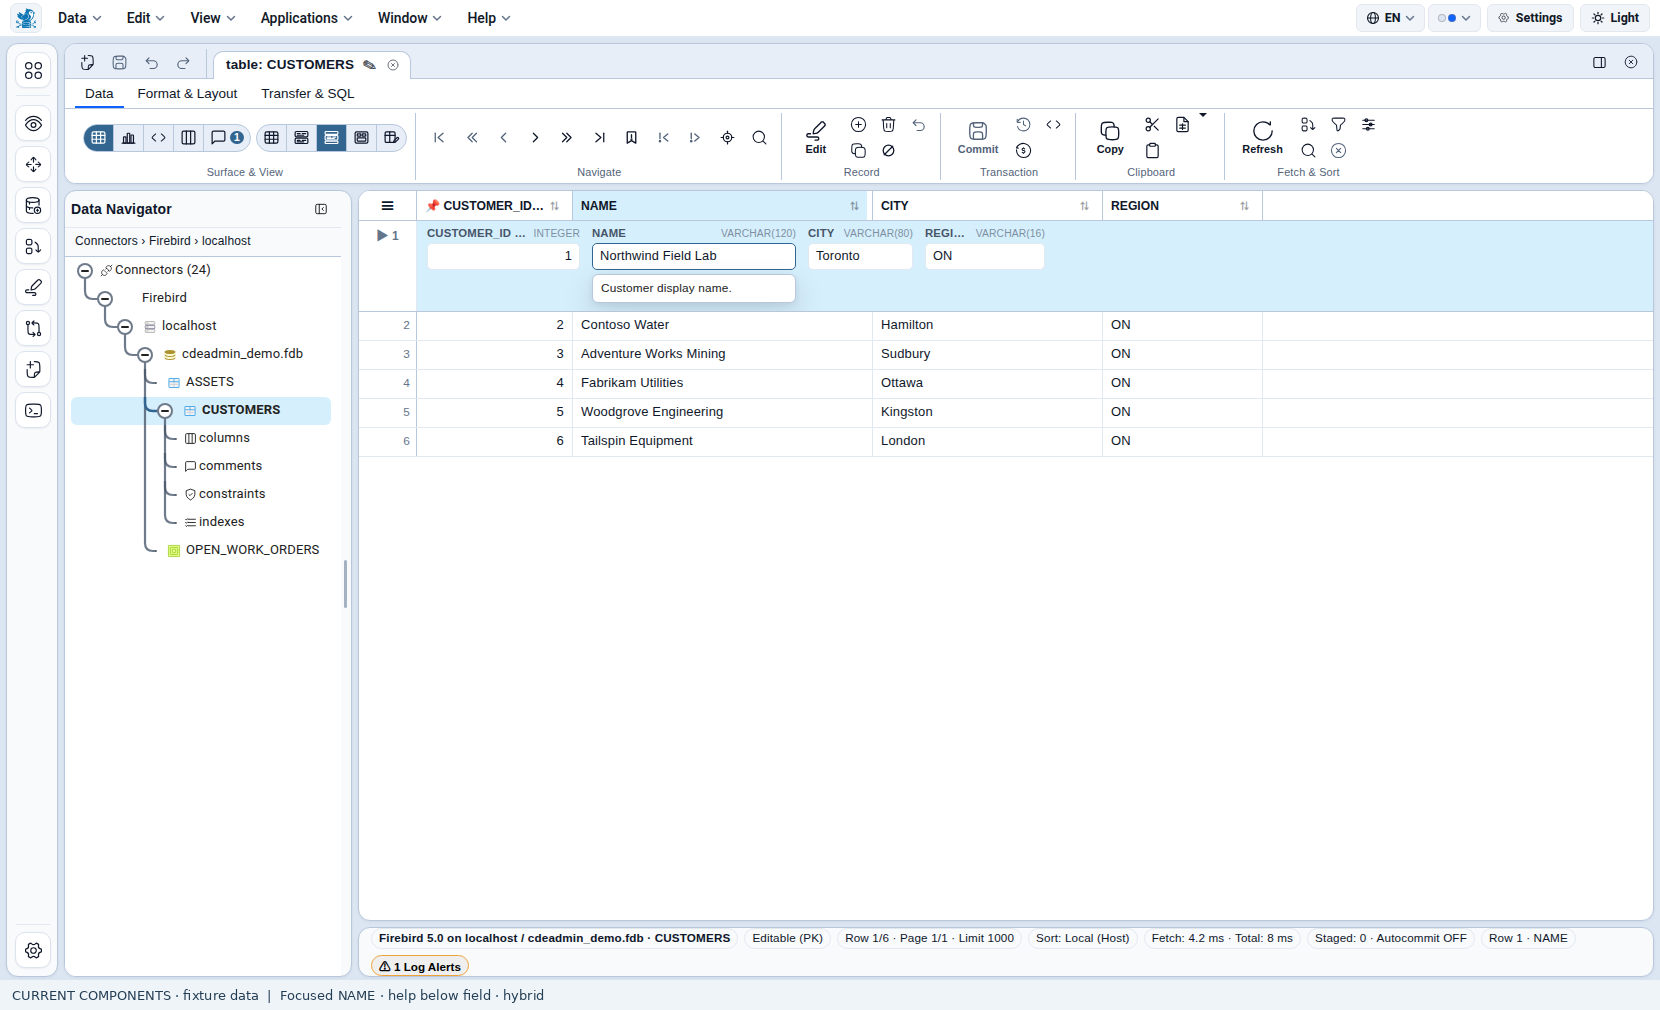 Data Edit View Applications Window Help EN Settings Light
table: CUSTOMERS
Data Format & Layout Transfer & SQL
1
Edit Commit Copy Refresh
Surface & View Navigate Record Transaction Clipboard Fetch & Sort
Data Navigator
Connectors › Firebird › localhost
Connectors (24)
Firebird
localhost
cdeadmin_demo.fdb
ASSETS
CUSTOMERS
columns
comments
constraints
indexes
OPEN_WORK_ORDERS
CUSTOMER_ID... NAME CITY REGION
1 CUSTOMER_ID ... INTEGER NAME VARCHAR(120) CITY VARCHAR(80) REGI... VARCHAR(16)
1 Northwind Field Lab Toronto ON
Customer display name.
2 2 Contoso Water Hamilton ON
3 3 Adventure Works Mining Sudbury ON
4 4 Fabrikam Utilities Ottawa ON
5 5 Woodgrove Engineering Kingston ON
6 6 Tailspin Equipment London ON
Firebird 5.0 on localhost / cdeadmin_demo.fdb · CUSTOMERS Editable (PK) Row 1/6 · Page 1/1 · Limit 1000 Sort: Local (Host) Fetch: 4.2 ms · Total: 8 ms Staged: 0 · Autocommit OFF Row 1 · NAME
1 Log Alerts
CURRENT COMPONENTS · fixture data | Focused NAME · help below field · hybrid